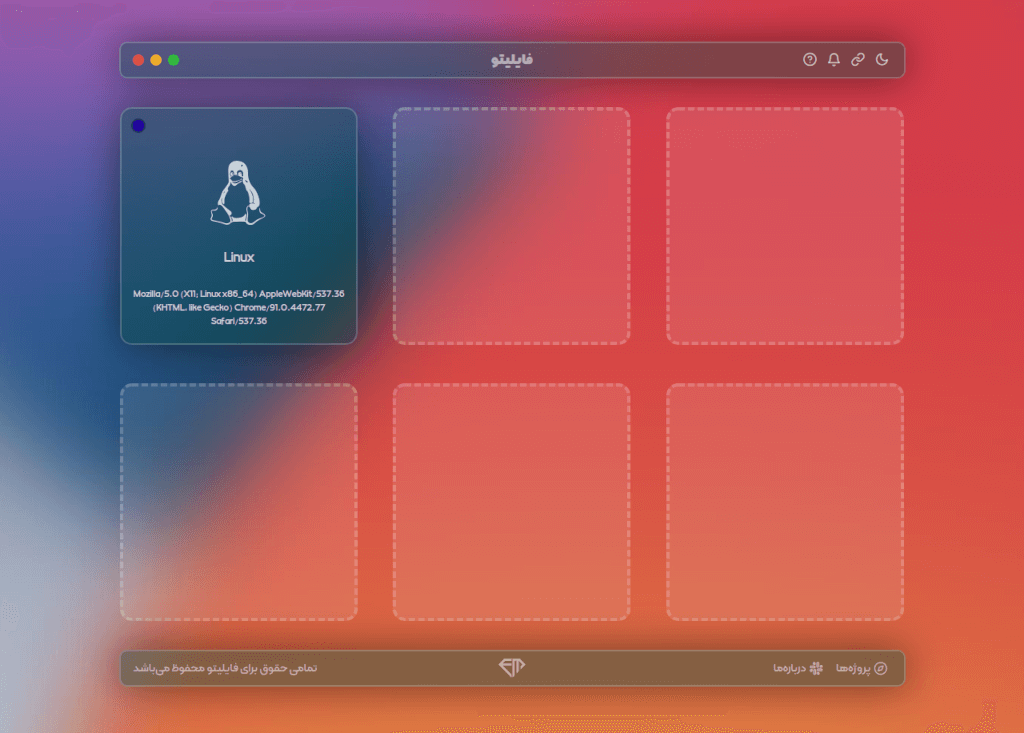 فایلیتو
Linux
Mozilla/5.0 (X11; Linux x86_64) AppleWebKit/537.36
(KHTML, like Gecko) Chrome/91.0.4472.77
Safari/537.36
پروژه‌ها
درباره‌ما
تمامی حقوق برای فایلیتو محفوظ می‌باشد